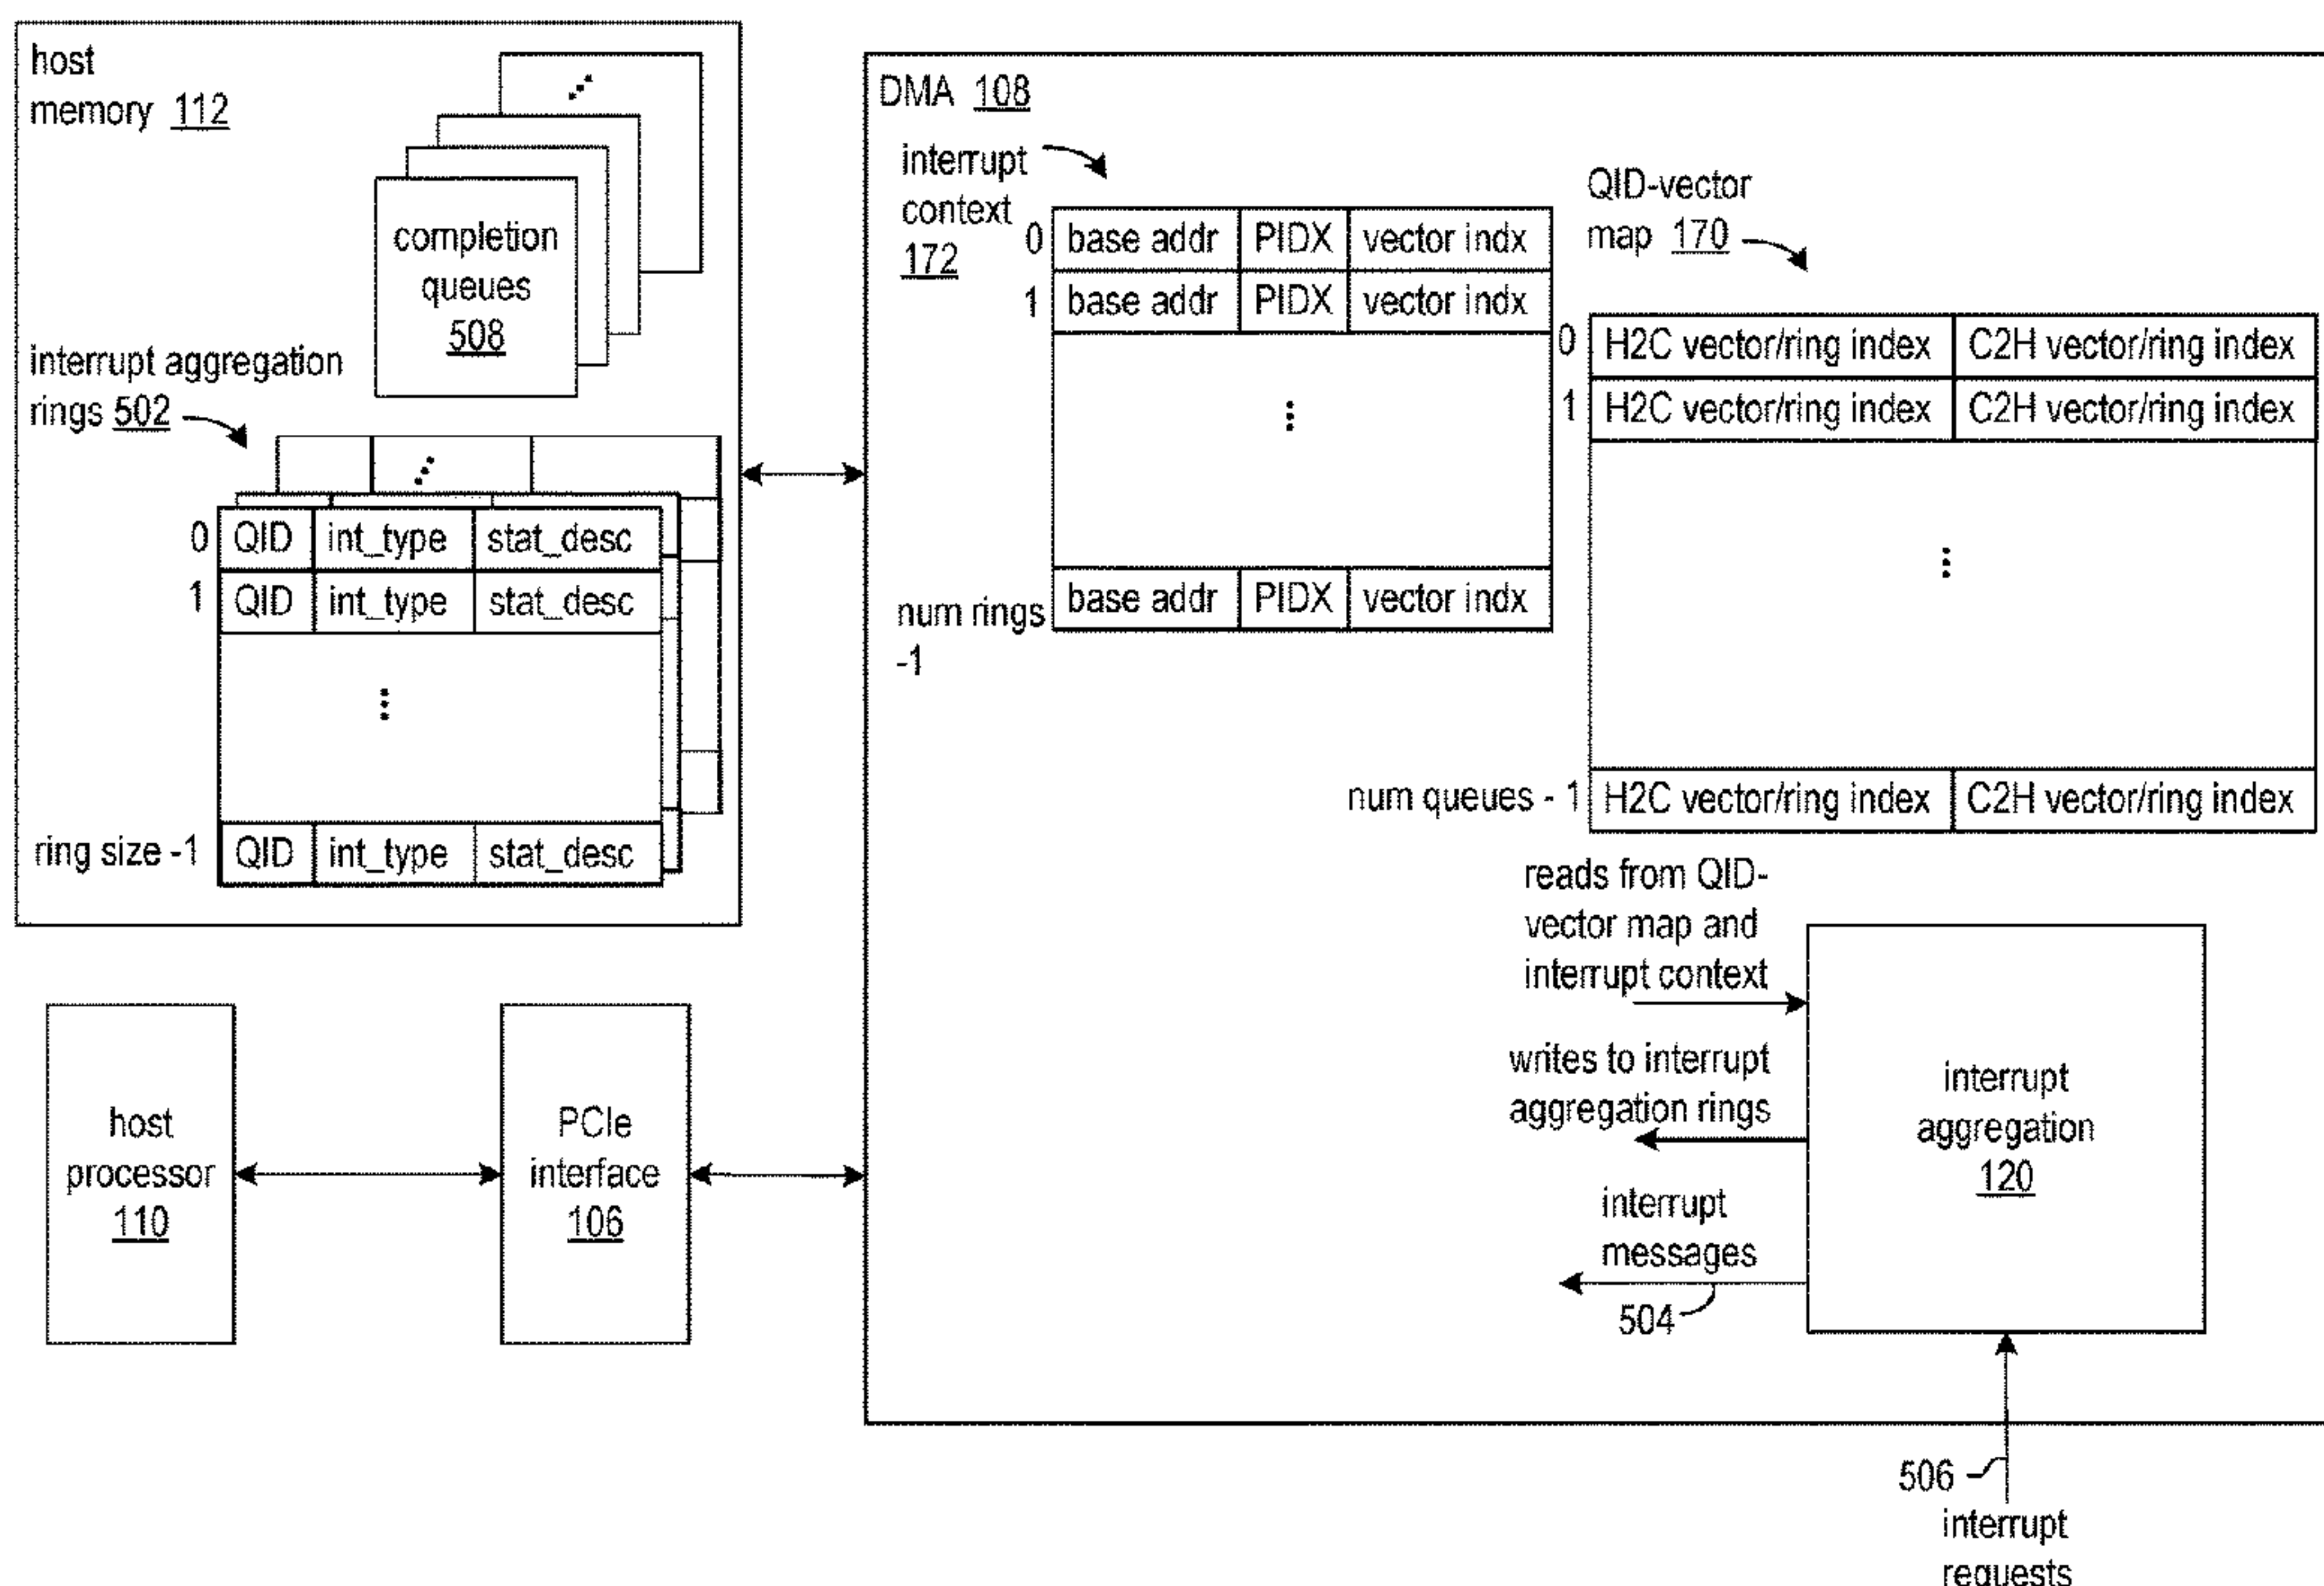 host
memory 112
completion
queues
508
interrupt aggregation
rings 502
0 QID int_type stat_desc
1 QID int_type stat_desc
ring size -1 QID int_type stat_desc
host
processor
110
PCIe
interface
106
DMA 108
interrupt
context
172
0 base addr PIDX vector indx
1 base addr PIDX vector indx
num rings
-1
base addr PIDX vector indx
QID-vector
map 170
0 H2C vector/ring index C2H vector/ring index
1 H2C vector/ring index C2H vector/ring index
num queues - 1 H2C vector/ring index C2H vector/ring index
reads from QID-
vector map and
interrupt context
writes to interrupt
aggregation rings
interrupt
messages
504
interrupt
aggregation
120
506
interrupt
requests